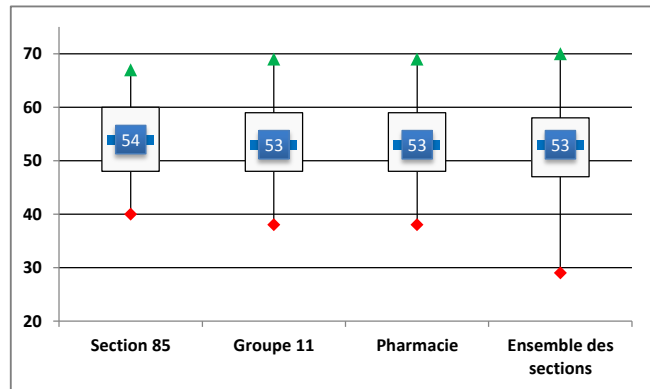 70
60
50
40
30
20
54
53
53
53
Section 85
Groupe 11
Pharmacie
Ensemble des
sections